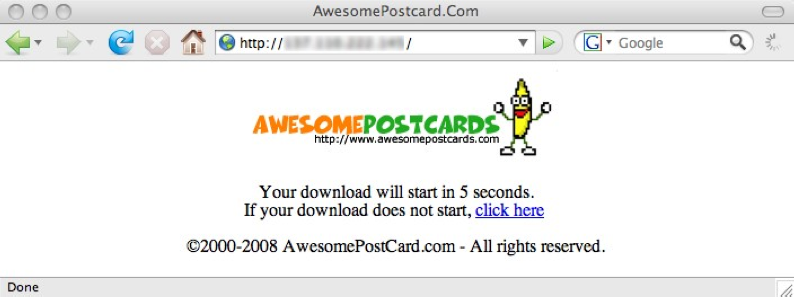 AwesomePostcard.Com
http:// /
Google
AWESOMEPOSTCARDS
http://www.awesomepostcards.com
Your download will start in 5 seconds.
If your download does not start, click here
©2000-2008 AwesomePostCard.com - All rights reserved.
Done